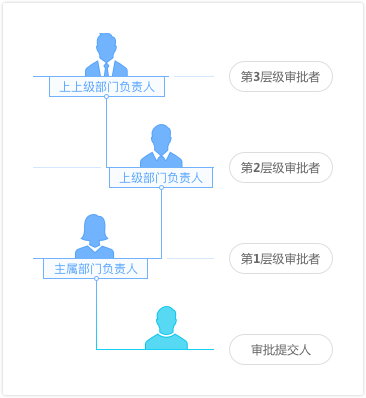 上上级部门负责人
第3层级审批者
上级部门负责人
第2层级审批者
主属部门负责人
第1层级审批者
审批提交人